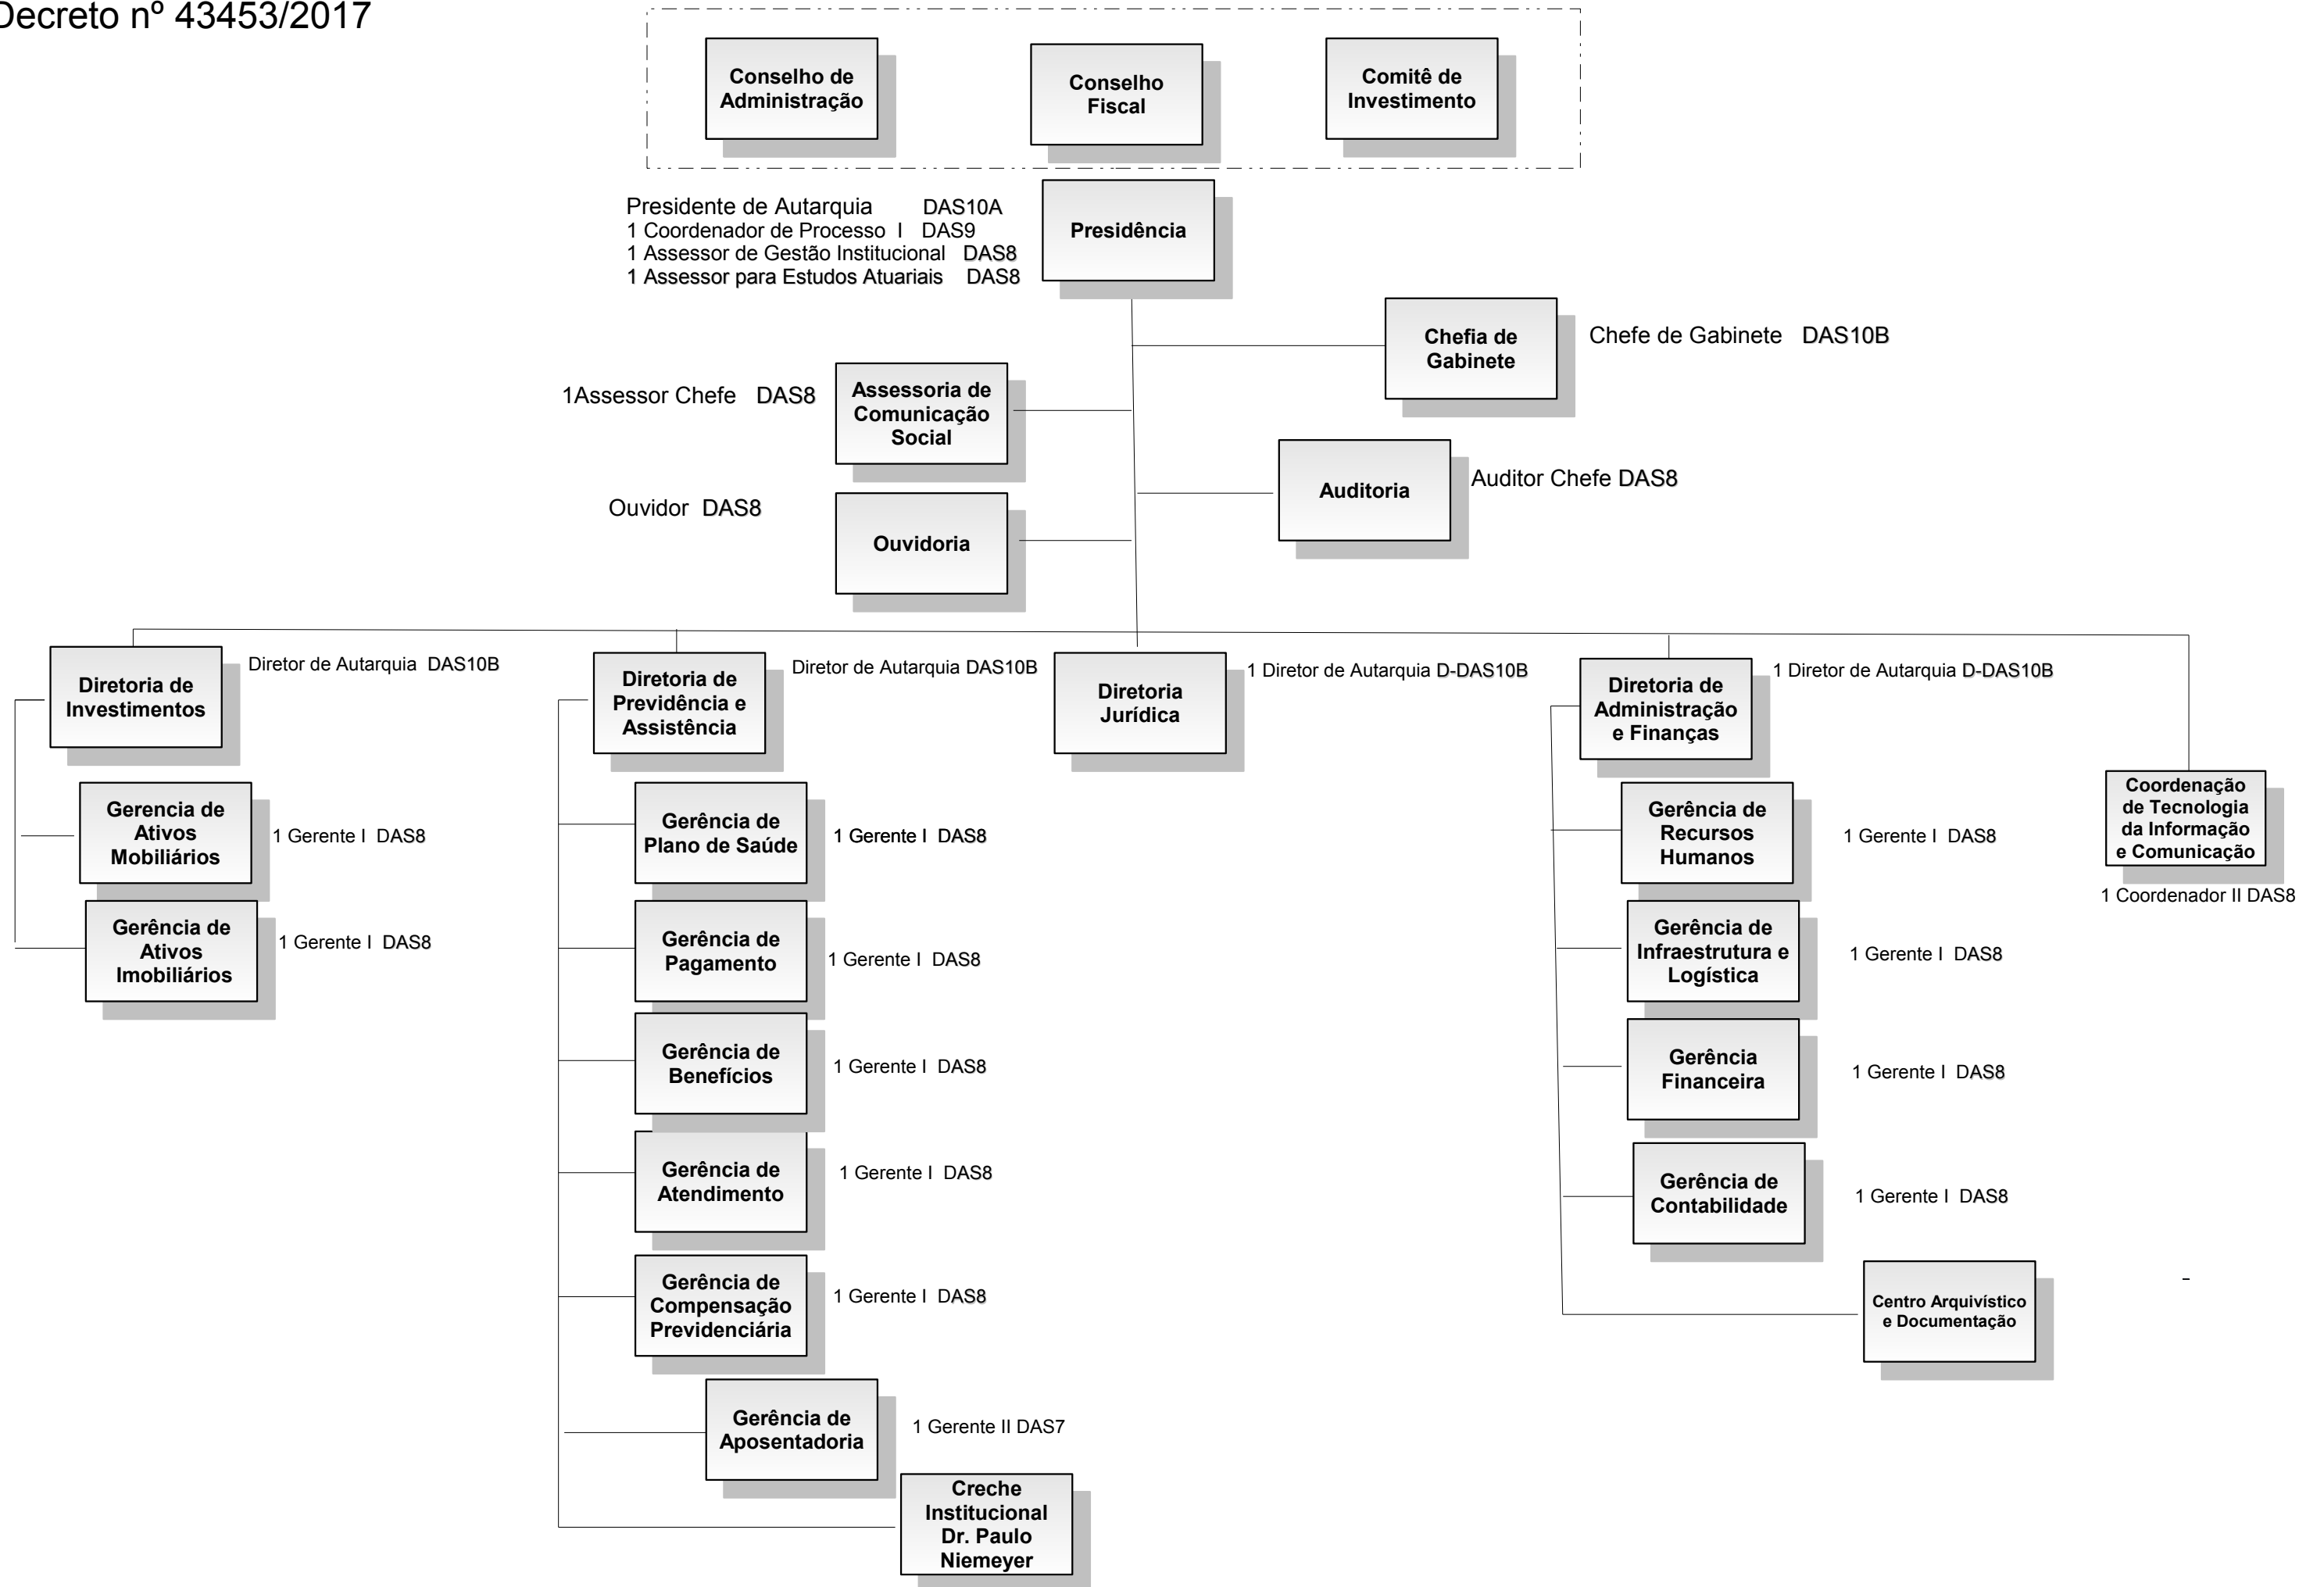 Decreto nº 43453/2017
Conselho de
Administração
Conselho
Fiscal
Comitê de
Investimento
Presidente de Autarquia DAS10A
1 Coordenador de Processo I DAS9
1 Assessor de Gestão Institucional DAS8
1 Assessor para Estudos Atuariais DAS8
Presidência
Chefia de
Gabinete
Chefe de Gabinete DAS10B
1Assessor Chefe DAS8
Assessoria de
Comunicação
Social
Auditoria
Auditor Chefe DAS8
Ouvidor DAS8
Ouvidoria
Diretoria de
Investimentos
Diretor de Autarquia DAS10B
Diretoria de
Previdência e
Assistência
Diretor de Autarquia DAS10B
Diretoria
Jurídica
1 Diretor de Autarquia D-DAS10B
Diretoria de
Administração
e Finanças
1 Diretor de Autarquia D-DAS10B
Coordenação
de Tecnologia
da Informação
e Comunicação
1 Coordenador II DAS8
Gerencia de
Ativos
Mobiliários
1 Gerente I DAS8
Gerência de
Ativos
Imobiliários
1 Gerente I DAS8
Gerência de
Plano de Saúde
1 Gerente I DAS8
Gerência de
Pagamento
1 Gerente I DAS8
Gerência de
Benefícios
1 Gerente I DAS8
Gerência de
Atendimento
1 Gerente I DAS8
Gerência de
Compensação
Previdenciária
1 Gerente I DAS8
Gerência de
Aposentadoria
1 Gerente II DAS7
Creche
Institucional
Dr. Paulo
Niemeyer
Gerência de
Recursos
Humanos
1 Gerente I DAS8
Gerência de
Infraestrutura e
Logística
1 Gerente I DAS8
Gerência
Financeira
1 Gerente I DAS8
Gerência de
Contabilidade
1 Gerente I DAS8
Centro Arquivístico
e Documentação
-